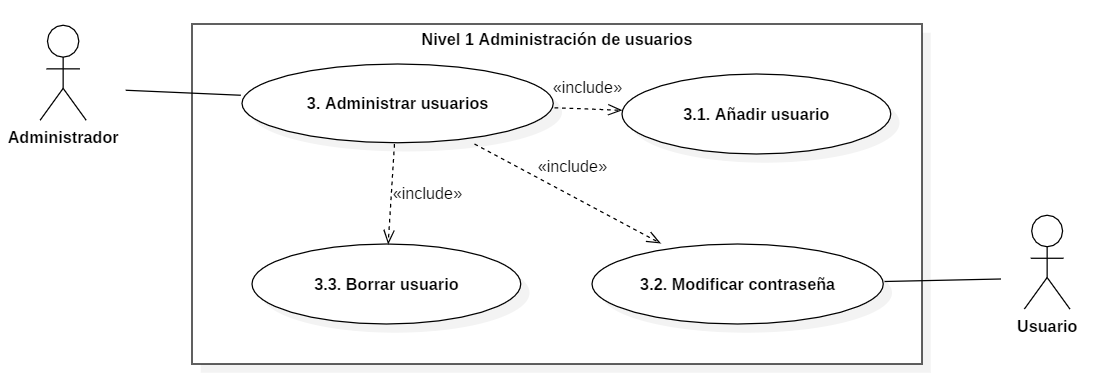 Nivel 1 Administración de usuarios
Administrador
3. Administrar usuarios
«include»
3.1. Añadir usuario
«include»
«include»
3.3. Borrar usuario
3.2. Modificar contraseña
Usuario